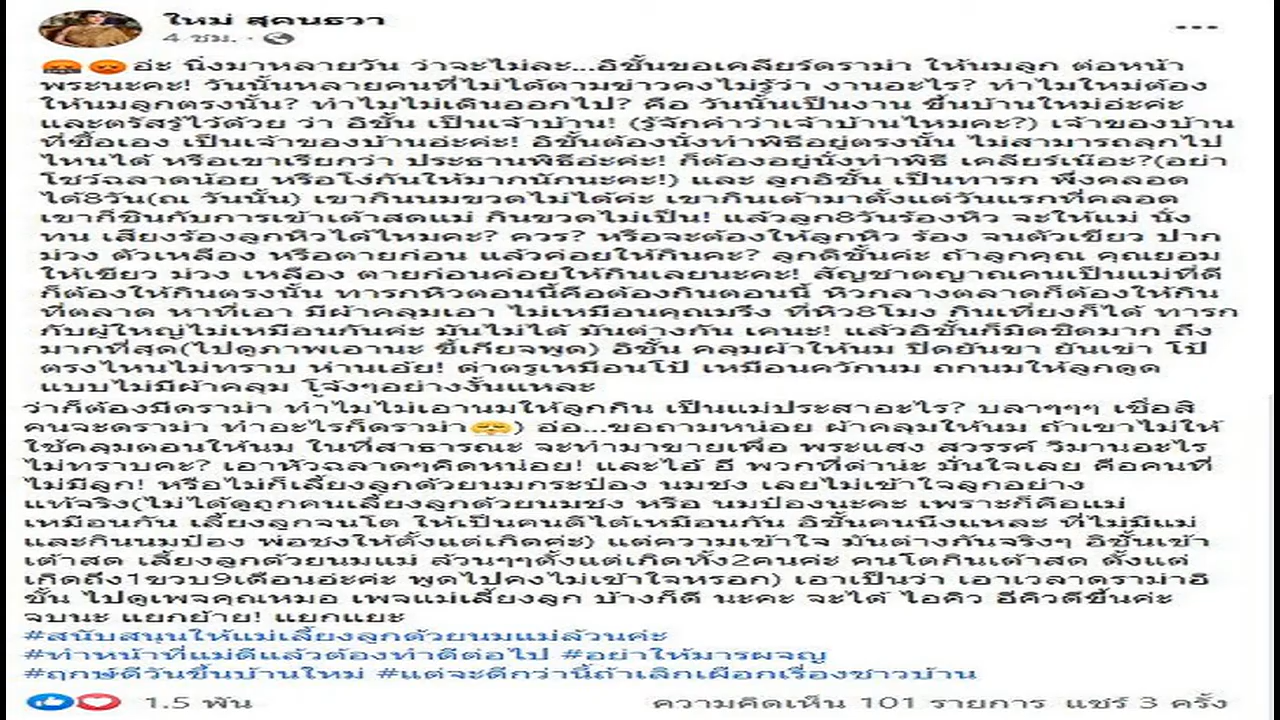 ใหม่ สุคนธวา
4 ชม.
อ่ะ นิ่งมาหลายวัน ว่าจะไม่ละ...อิชั้นขอเคลียร์ดราม่า ให้นมลูก ต่อหน้า
พระนะคะ! วันนั้นหลายคนที่ไม่ได้ตามข่าวคงไม่รู้ว่า งานอะไร? ทำไมใหม่ต้อง
ให้นมลูกตรงนั้น? ทำไมไม่เดินออกไป? คือ วันนั้นเป็นงาน ขึ้นบ้านใหม่อ่ะค่ะ
และตรัสรู้ไว้ด้วย ว่า อิชั้น เป็นเจ้าบ้าน! (รู้จักคำว่าเจ้าบ้านไหมคะ?) เจ้าของบ้าน
ที่ซื้อเอง เป็นเจ้าของบ้านอ่ะค่ะ! อิชั้นต้องนั่งทำพิธีอยู่ตรงนั้น ไม่สามารถลุกไป
ไหนได้ หรือเขาเรียกว่า ประธานพิธีอ่ะค่ะ! ก็ต้องอยู่นั่งทำพิธี เคลียร์เนอะ?(อย่า
โชว์ฉลาดน้อย หรือโง่กันให้มากนักนะคะ!) และ ลูกอิชั้น เป็นทารก พึ่งคลอด
ได้8วัน(ณ วันนั้น) เขากินนมขวดไม่ได้ค่ะ เขากินเต้ามาตั้งแต่วันแรกที่คลอด
เขาก็ชินกับการเข้าเต้าสดแม่ กินขวดไม่เป็น! แล้วลูก8วันร้องหิว จะให้แม่ นั่ง
ทน เสียงร้องลูกหิวได้ไหมคะ? ควร? หรือจะต้องให้ลูกหิว ร้อง จนตัวเขียว ปาก
ม่วง ตัวเหลือง หรือตายก่อน แล้วค่อยให้กินคะ? ลูกดิชั้นค่ะ ถ้าลูกคุณ คุณยอม
ให้เขียว ม่วง เหลือง ตายก่อนค่อยให้กินเลยนะคะ! สัญชาตญาณคนเป็นแม่ที่ดี
ก็ต้องให้กินตรงนั้น ทารกหิวตอนนี้คือต้องกินตอนนี้ หิวกลางตลาดก็ต้องให้กิน
ที่ตลาด หาที่เอา มีผ้าคลุมเอา ไม่เหมือนคุณมรึง ที่หิว8โมง กินเที่ยงก็ได้ ทารก
กับผู้ใหญ่ไม่เหมือนกันค่ะ มันไม่ได้ มันต่างกัน เคนะ! แล้วอิชั้นก็มิดชิดมาก ถึง
มากที่สุด(ไปดูภาพเอานะ ขี้เกียจพูด) อิชั้น คลุมผ้าให้นม ปิดยันขา ยันเข่า โป้
ตรงไหนไม่ทราบ ห่านเอ้ย! ด่าตรูเหมือนโป้ เหมือนควักนม ถกนมให้ลูกดูด
แบบไม่มีผ้าคลุม โจ้งๆอย่างงั้นแหละ
ว่าก็ต้องมีดราม่า ทำไมไม่เอานมให้ลูกกิน เป็นแม่ประสาอะไร? บลาๆๆๆ เชื่อสิ
คนจะดราม่า ทำอะไรก็ดราม่า) อ่อ...ขอถามหน่อย ผ้าคลุมให้นม ถ้าเขาไม่ให้
ใช้คลุมตอนให้นม ในที่สาธารณะ จะทำมาขายเพื่อ พระแสง สวรรค์ วิมานอะไร
ไม่ทราบคะ? เอาหัวฉลาดๆคิดหน่อย! และไอ้ อี พวกที่ด่าน่ะ มั่นใจเลย คือคนที่
ไม่มีลูก! หรือไม่ก็เลี้ยงลูกด้วยนมกระป๋อง นมชง เลยไม่เข้าใจลูกอย่าง
แท้จริง(ไม่ได้ดูถูกคนเลี้ยงลูกด้วยนมชง หรือ นมป๋องนะคะ เพราะก็คือแม่
เหมือนกัน เลี้ยงลูกจนโต ให้เป็นคนดีได้เหมือนกัน อิชั้นคนนึงแหละ ที่ไม่มีแม่
และกินนมป๋อง พ่อชงให้ตั้งแต่เกิดค่ะ) แต่ความเข้าใจ มันต่างกันจริงๆ อิชั้นเข้า
เต้าสด เลี้ยงลูกด้วยนมแม่ ล้วนๆตั้งแต่เกิดทั้ง2คนค่ะ คนโตกินเต้าสด ตั้งแต่
เกิดถึง1ขวบ9เดือนอ่ะค่ะ พูดไปคงไม่เข้าใจหรอก) เอาเป็นว่า เอาเวลาดราม่าอิ
ชั้น ไปดูเพจคุณหมอ เพจแม่เลี้ยงลูก บ้างก็ดี นะคะ จะได้ ไอคิว อีคิวดีขึ้นค่ะ
จบนะ แยกย้าย! แยกแยะ
#สนับสนุนให้แม่เลี้ยงลูกด้วยนมแม่ล้วนค่ะ
#ทำหน้าที่แม่ดีแล้วต้องทำดีต่อไป #อย่าให้มารผจญ
#ฤกษ์ดีวันขึ้นบ้านใหม่ #แต่จะดีกว่านี้ถ้าเลิกเผือกเรื่องชาวบ้าน
1.5 พัน ความคิดเห็น 101 รายการ แชร์ 3 ครั้ง